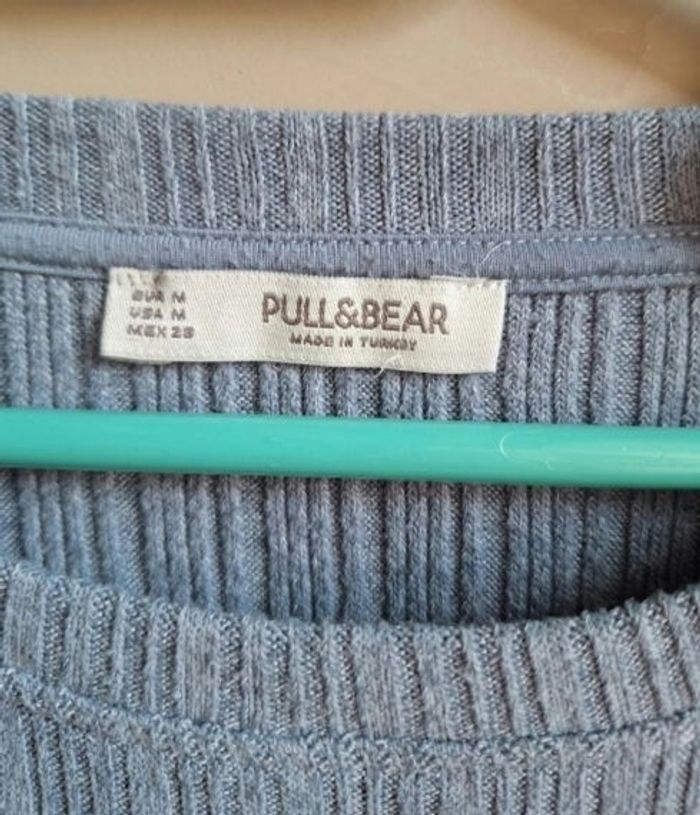 EUR M
USA M
MEX 28
PULL&BEAR
MADE IN TURKEY